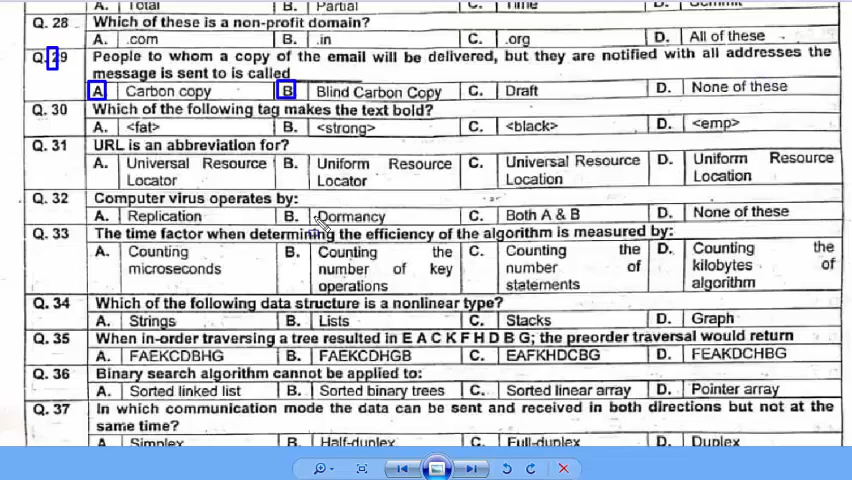 A. Total B. Partial C. Time D. Summit
Q. 28 Which of these is a non-profit domain?
A. .com B. .in C. .org D. All of these
Q. 29 People to whom a copy of the email will be delivered, but they are notified with all addresses the
message is sent to is called
A Carbon copy B Blind Carbon Copy C. Draft D. None of these
Q. 30 Which of the following tag makes the text bold?
A. <fat> B. <strong> C. <black> D. <emp>
Q. 31 URL is an abbreviation for?
A. Universal Resource B. Uniform Resource C. Universal Resource D. Uniform Resource
Locator Locator Location Location
Q. 32 Computer virus operates by:
A. Replication B. Dormancy C. Both A & B D. None of these
Q. 33 The time factor when determining the efficiency of the algorithm is measured by:
A. Counting B. Counting the C. Counting the D. Counting the
microseconds number of key number of kilobytes of
operations statements algorithm
Q. 34 Which of the following data structure is a nonlinear type?
A. Strings B. Lists C. Stacks D. Graph
Q. 35 When in-order traversing a tree resulted in E A C K F H D B G; the preorder traversal would return
A. FAEKCDBHG B. FAEKCDHGB C. EAFKHDCBG D. FEAKDCHBG
Q. 36 Binary search algorithm cannot be applied to:
A. Sorted linked list B. Sorted binary trees C. Sorted linear array D. Pointer array
Q. 37 In which communication mode the data can be sent and received in both directions but not at the
same time?
A. Simplex B. Half-duplex C. Full-duplex D. Duplex